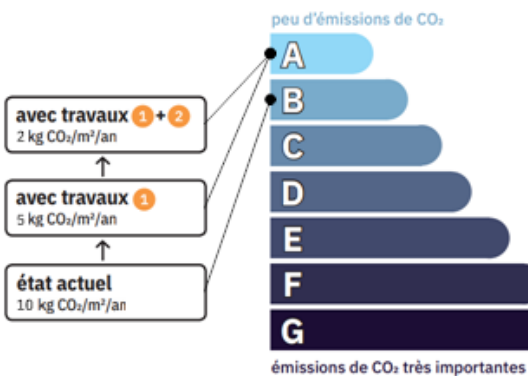 peu d'émissions de CO₂
A
B
C
D
E
F
G
émissions de CO₂ très importantes
avec travaux 1 + 2
2 kg CO₂/m²/an
avec travaux 1
5 kg CO₂/m²/an
état actuel
10 kg CO₂/m²/an